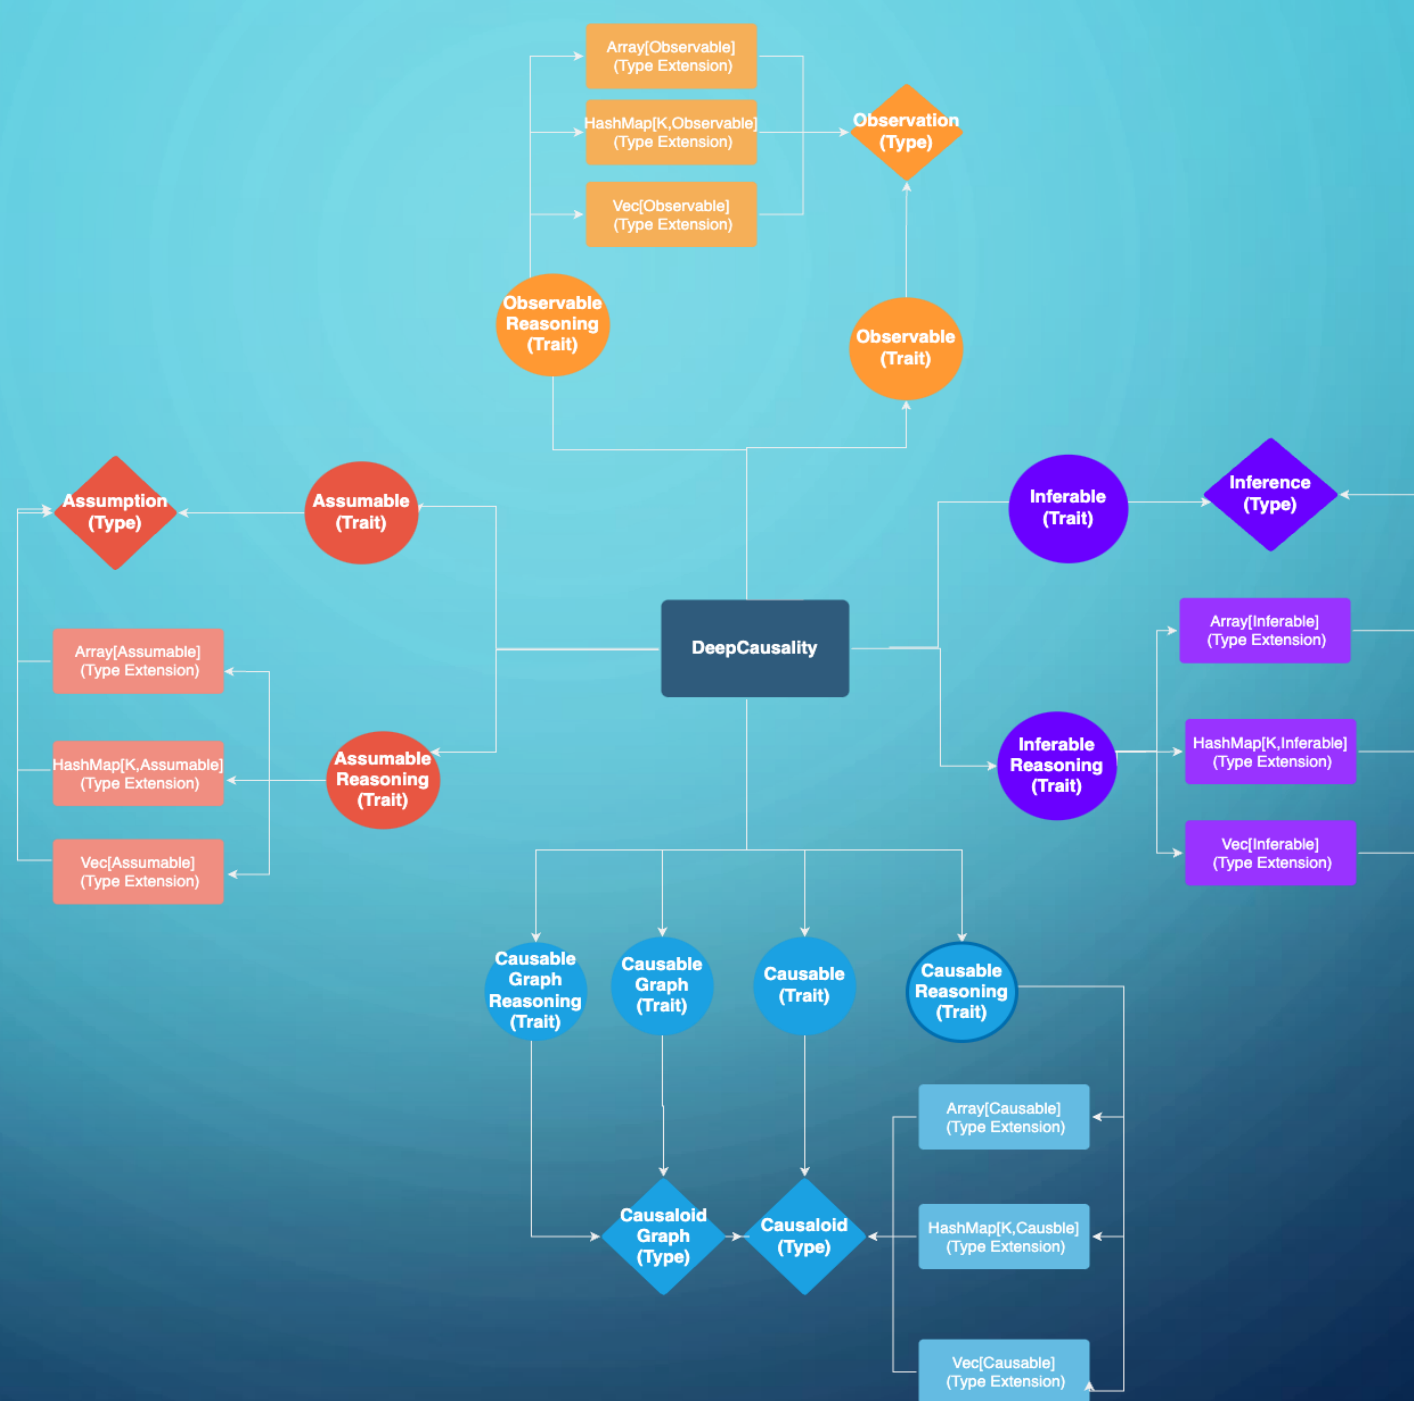 Array[Observable]
(Type Extension)
HashMap[K,Observable]
(Type Extension)
Vec[Observable]
(Type Extension)
Observation
(Type)
Observable
Reasoning
(Trait)
Observable
(Trait)
Assumption
(Type)
Assumable
(Trait)
Inferable
(Trait)
Inference
(Type)
Array[Assumable]
(Type Extension)
HashMap[K,Assumable]
(Type Extension)
Vec[Assumable]
(Type Extension)
Assumable
Reasoning
(Trait)
DeepCausality
Inferable
Reasoning
(Trait)
Array[Inferable]
(Type Extension)
HashMap[K,Inferable]
(Type Extension)
Vec[Inferable]
(Type Extension)
Causable
Graph
Reasoning
(Trait)
Causable
Graph
(Trait)
Causable
(Trait)
Causable
Reasoning
(Trait)
Array[Causable]
(Type Extension)
HashMap[K,Causble]
(Type Extension)
Vec[Causable]
(Type Extension)
Causaloid
Graph
(Type)
Causaloid
(Type)